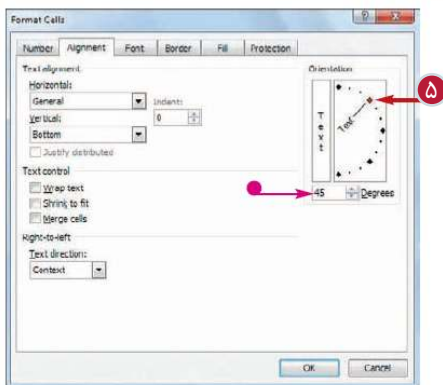 Format Cells
Number Alignment Font Border Fill Protection
Text alignment
Orientation
Horizontal:
General
Indent:
Vertical:
0
Bottom
Justify distributed
Text
Text
۵
Text control
Wrap text
Shrink to fit
Merge cells
45 Degrees
Right-to-left
Text direction:
Context
OK Cancel